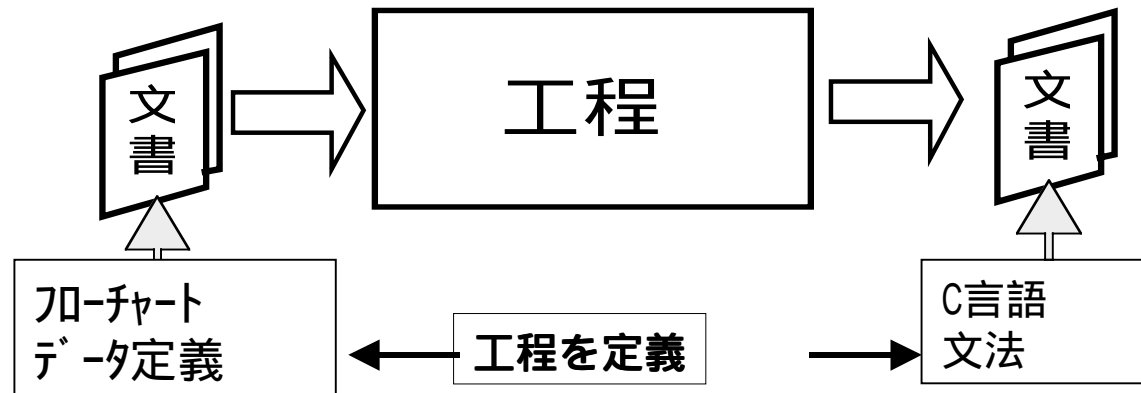 文書
工程
文書
ﾌﾛｰﾁｬｰﾄ
ﾃﾞｰﾀ定義
工程を定義
C言語
文法